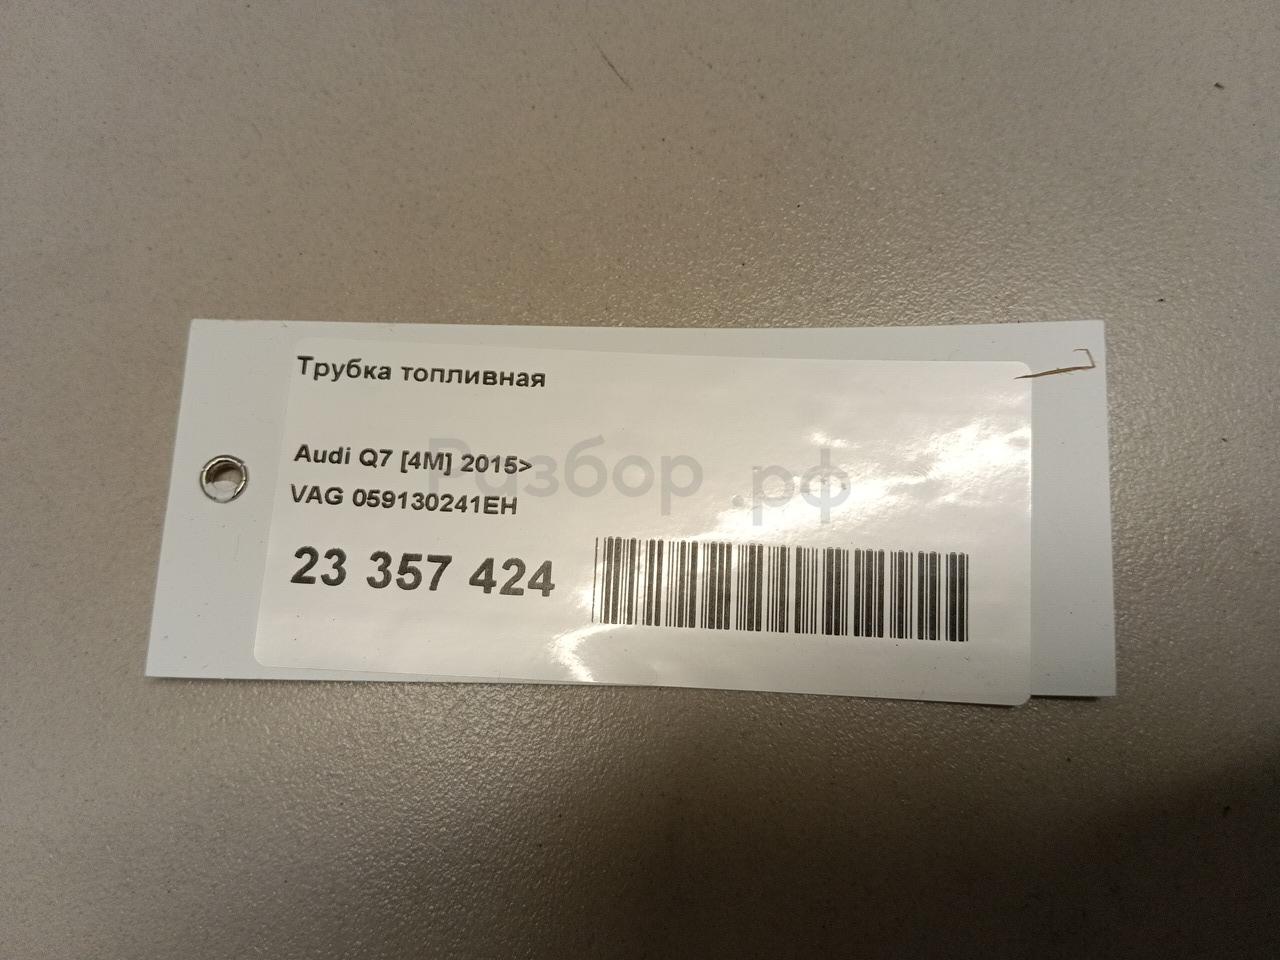 Трубка топливная
Audi Q7 [4M] 2015>
VAG 059130241EH
23 357 424
Разбор.рф